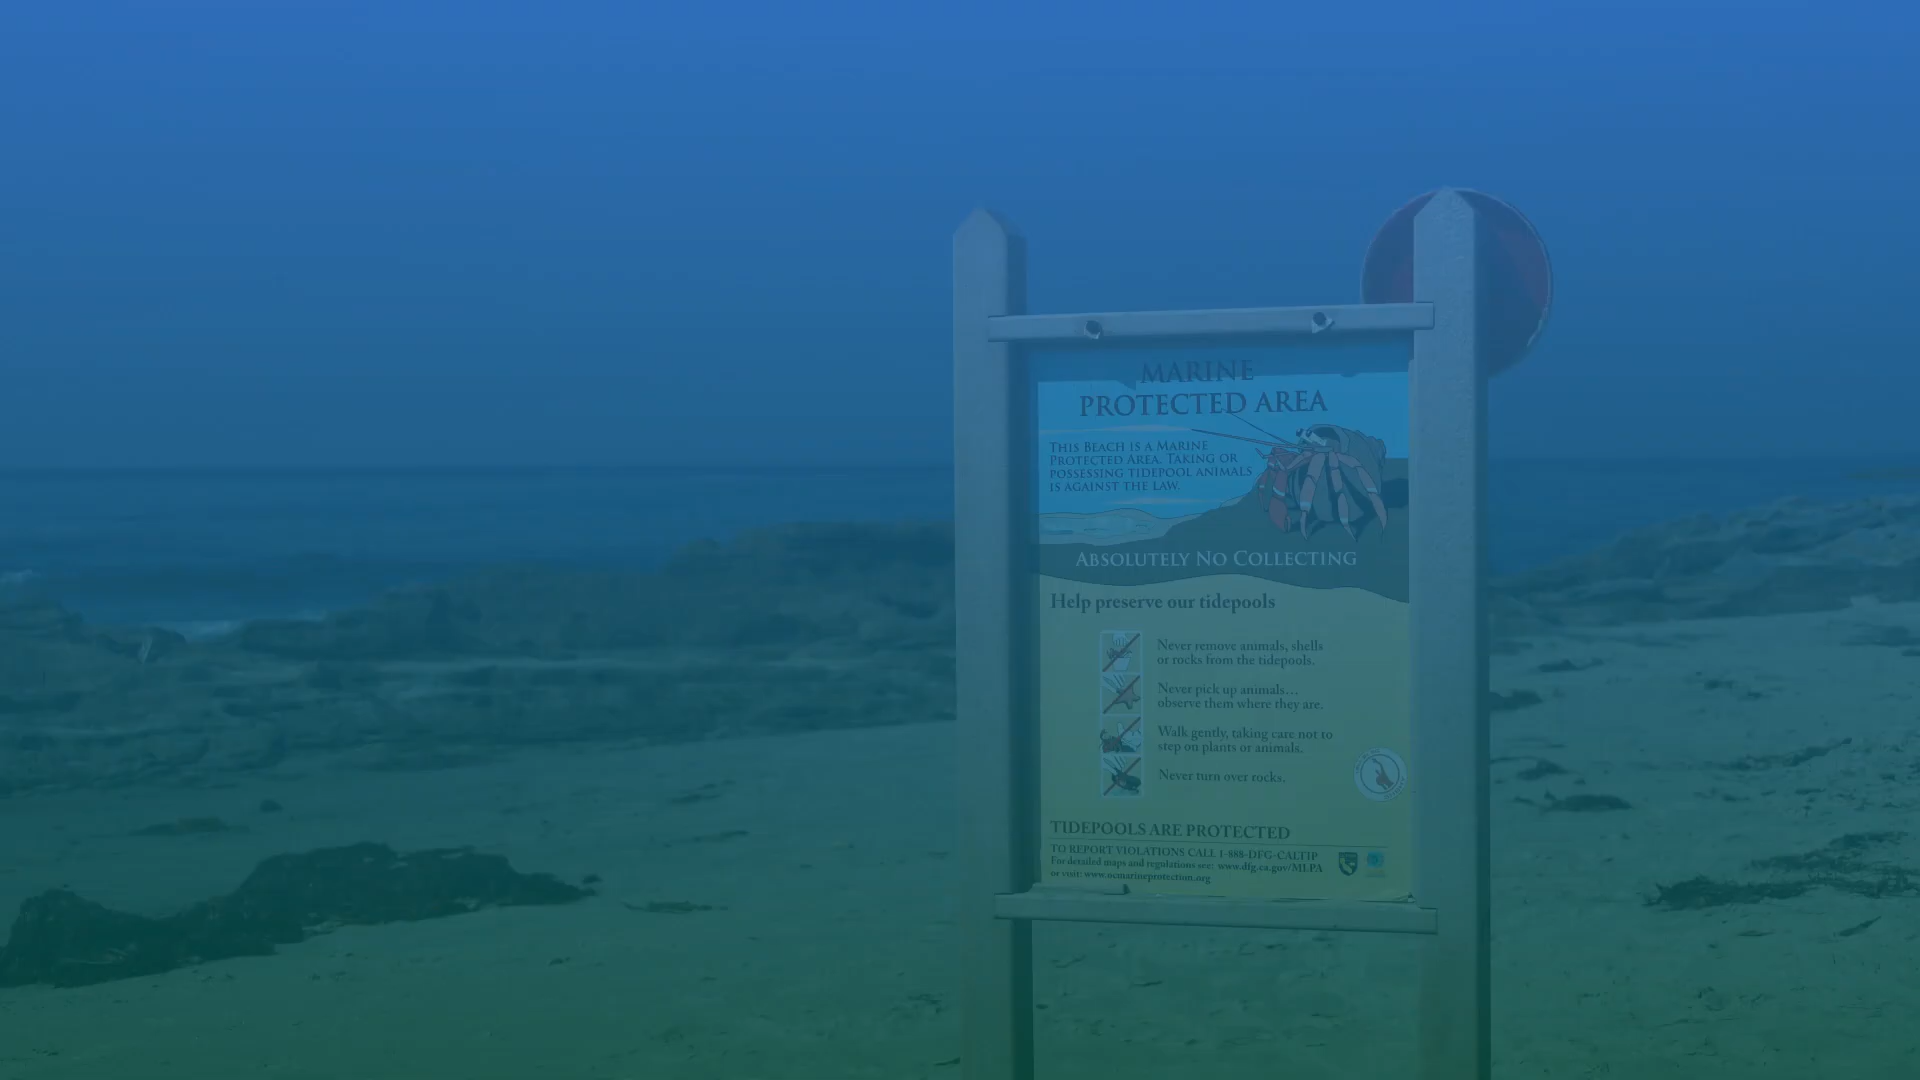 MARINE
PROTECTED AREA
THIS BEACH IS A MARINE
PROTECTED AREA. TAKING OR
POSSESSING TIDEPOOL ANIMALS
IS AGAINST THE LAW.
ABSOLUTELY NO COLLECTING
Help preserve our tidepools
Never remove animals, shells
or rocks from the tidepools.
Never pick up animals...
observe them where they are.
Walk gently, taking care not to
step on plants or animals.
Never turn over rocks.
TIDEPOOLS ARE PROTECTED
TO REPORT VIOLATIONS CALL 1-888-DFG-CALTIP
For detailed maps and regulations see: www.dfg.ca.gov/MLPA
or visit: www.ocmarineprotection.org